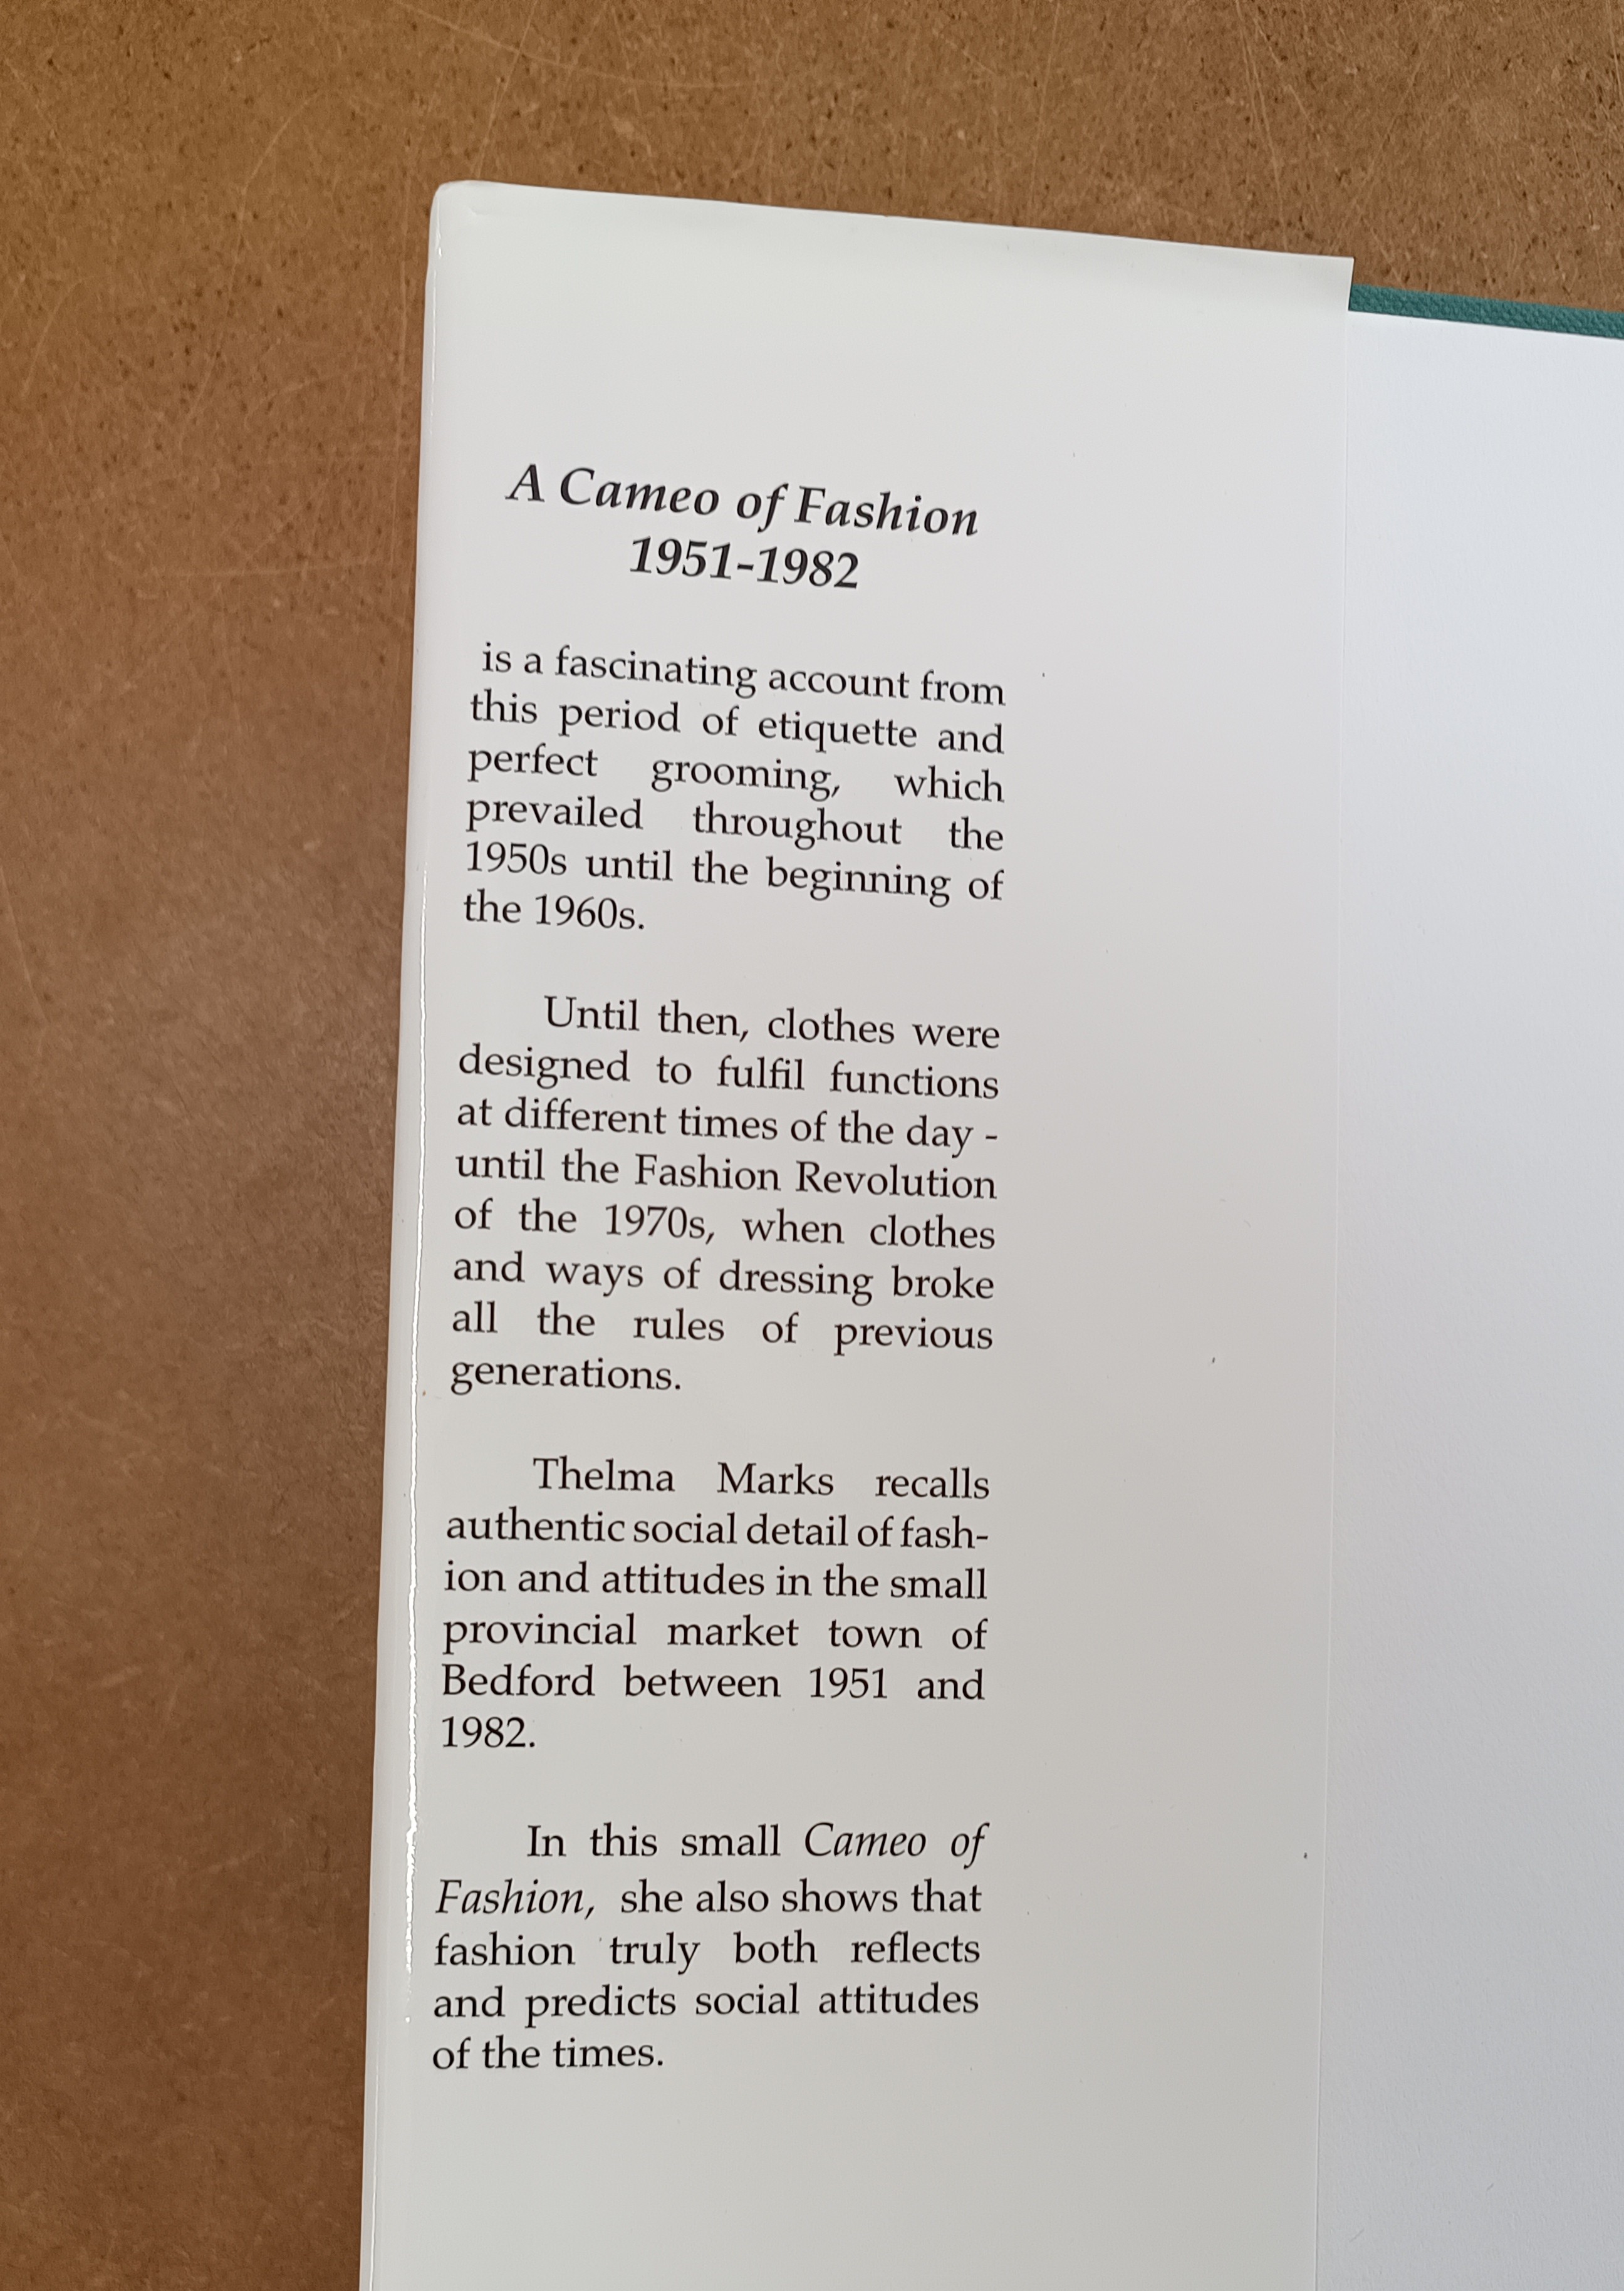 A Cameo of Fashion
1951-1982
is a fascinating account from
this period of etiquette and
perfect grooming, which
prevailed throughout the
1950s until the beginning of
the 1960s.
Until then, clothes were
designed to fulfil functions
at different times of the day -
until the Fashion Revolution
of the 1970s, when clothes
and ways of dressing broke
all the rules of previous
generations.
Thelma Marks recalls
authentic social detail of fash-
ion and attitudes in the small
provincial market town of
Bedford between 1951 and
1982.
In this small Cameo of
Fashion, she also shows that
fashion truly both reflects
and predicts social attitudes
of the times.